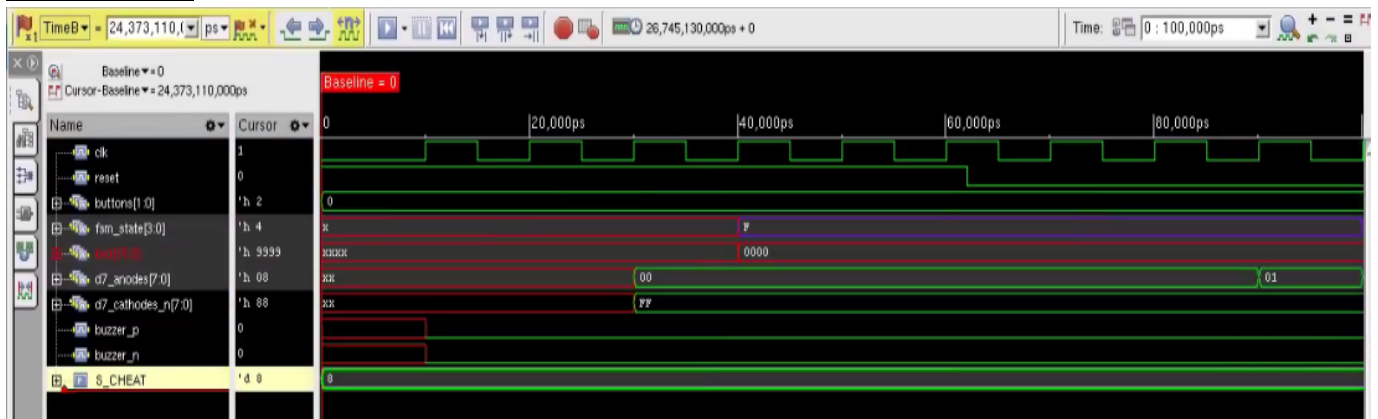 TimeB = 24,373,110,( ps 26,745,130,000ps + 0 Time: 0 : 100,000ps
Baseline = 0
Cursor-Baseline = 24,373,110,000ps
Baseline = 0
Name Cursor 0 20,000ps 40,000ps 60,000ps 80,000ps
clk 1
reset 0
buttons[1:0] 'h 2 0
fsm_state[3:0] 'h 4 x F
'h 9999 xxxx 0000
d7_anodes[7:0] 'h 08 xx 00 01
d7_cathodes_n[7:0] 'h 88 xx FF
buzzer_p 0
buzzer_n 0
S_CHEAT 'd 8 8